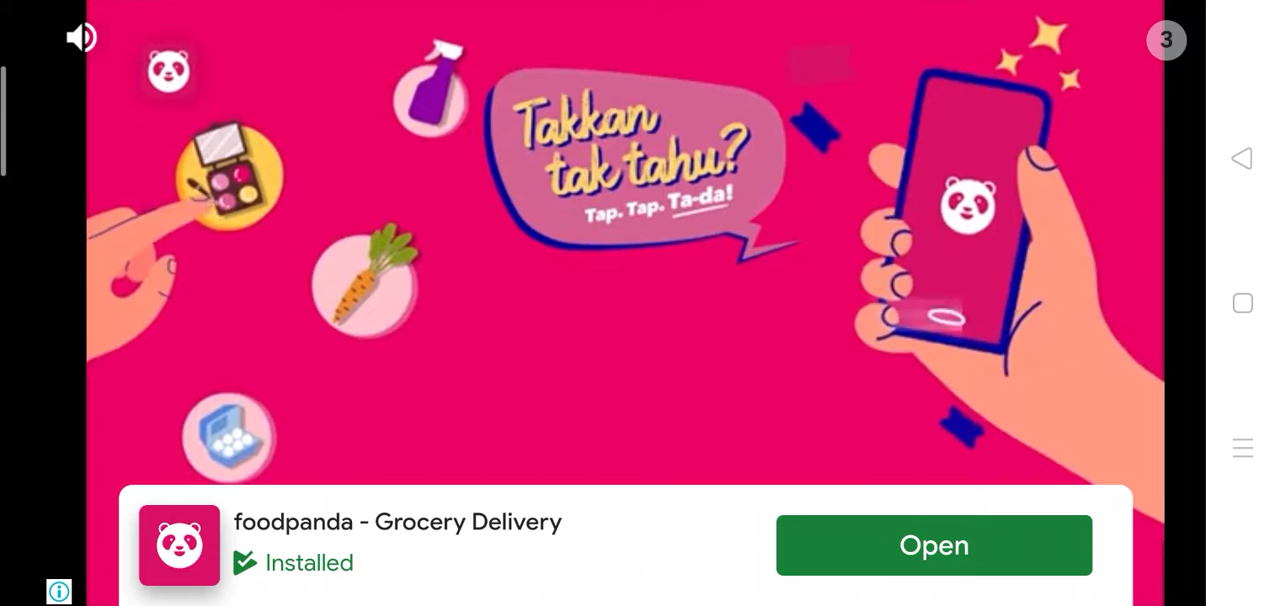 3
Takkan
tak tahu?
Tap. Tap. Ta-da!
foodpanda - Grocery Delivery
Installed
Open